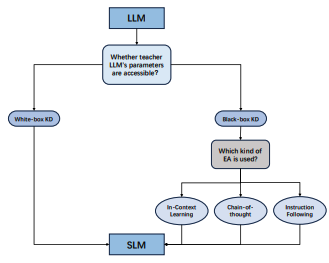 LLM
Whether teacher
LLM's parameters
are accessible?
White-box KD
Black-box KD
Which kind of
EA is used?
In-Context
Learning
Chain-of-
thought
Instruction
Following
SLM